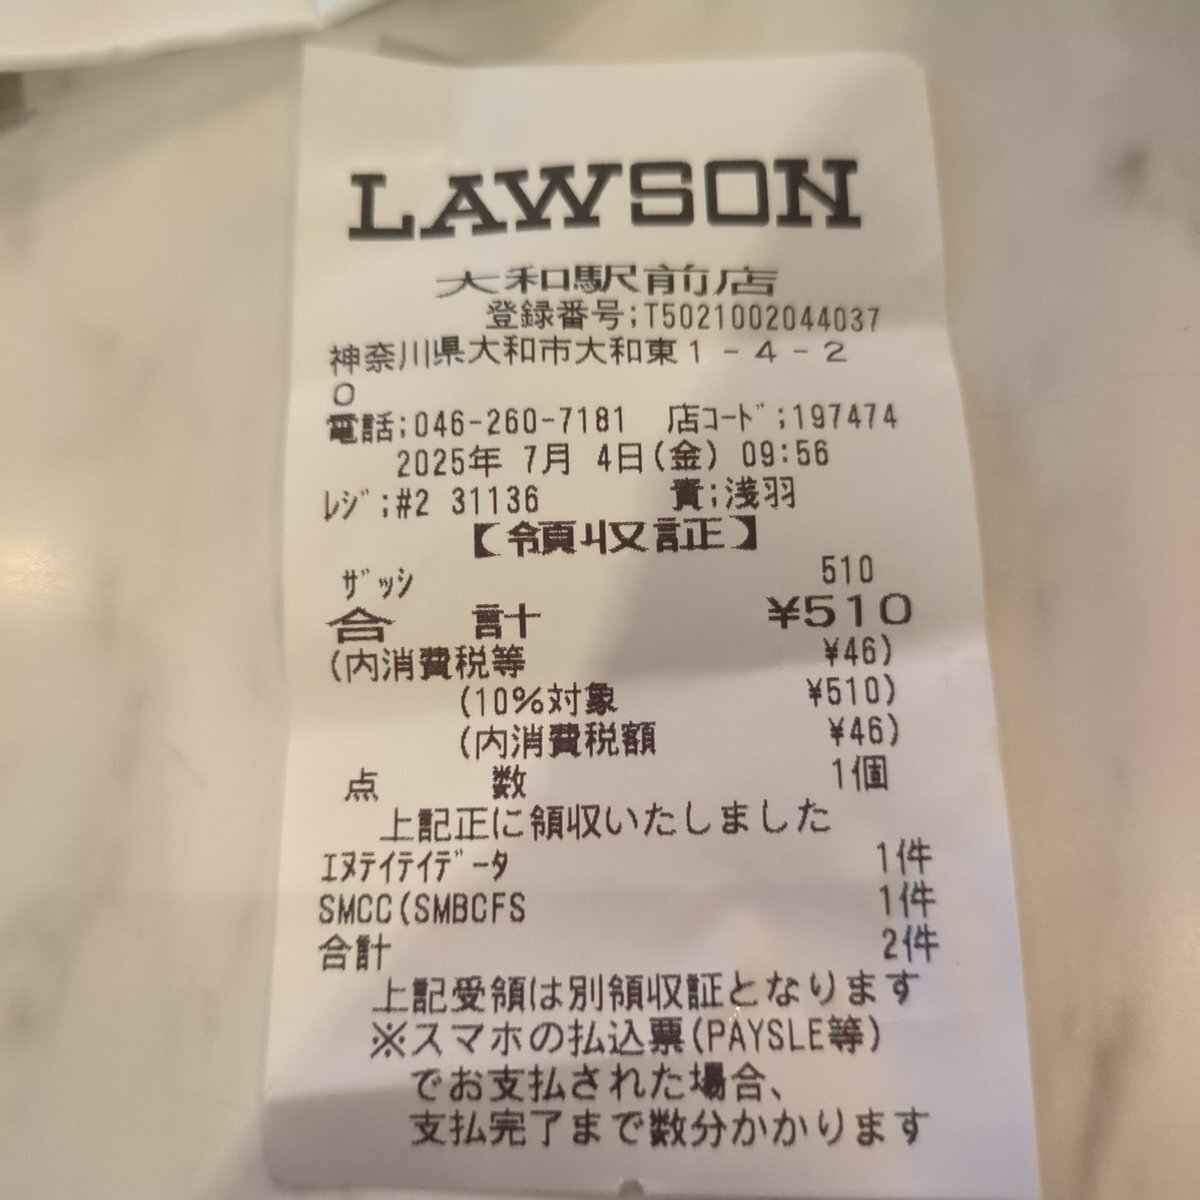 LAWSON
大和駅前店
登録番号;T5021002044037
神奈川県大和市大和東1-4-2
0
電話;046-260-7181 店コード;197474
2025年 7月 4日(金) 09:56
レジ;#2 31136 責;浅羽
【領収証】
ザッシ 510
合 計 ¥510
(内消費税等 ¥46)
(10%対象 ¥510)
(内消費税額 ¥46)
点 数 1個
上記正に領収いたしました
エヌテイテイデータ 1件
SMCC(SMBCFS 1件
合計 2件
上記受領は別領収証となります
※スマホの払込票(PAYSLE等)
でお支払された場合、
支払完了まで数分かかります